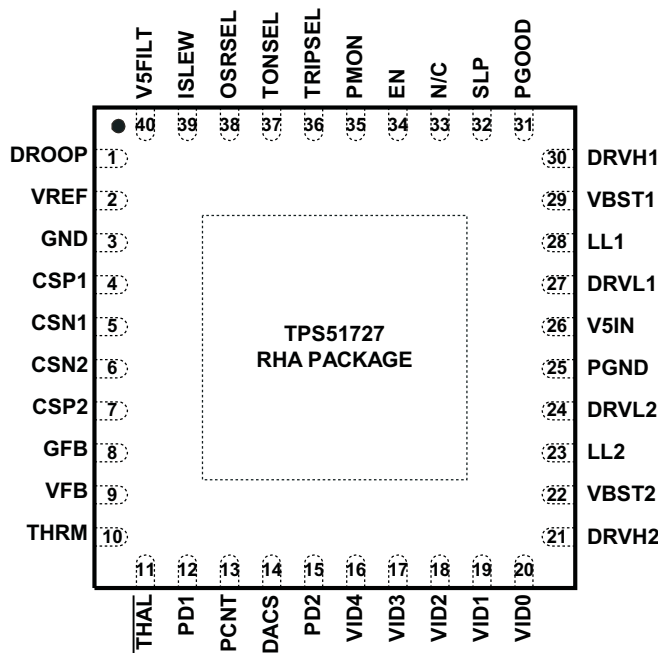 V5FILT
ISLEW
OSRSEL
TONSEL
TRIPSEL
PMON
EN
N/C
SLP
PGOOD
40
39
38
37
36
35
34
33
32
31
DROOP 1
VREF 2
GND 3
CSP1 4
CSN1 5
CSN2 6
CSP2 7
GFB 8
VFB 9
THRM 10
TPS51727
RHA PACKAGE
30 DRVH1
29 VBST1
28 LL1
27 DRVL1
26 V5IN
25 PGND
24 DRVL2
23 LL2
22 VBST2
21 DRVH2
11
12
13
14
15
16
17
18
19
20
THAL
PD1
PCNT
DACS
PD2
VID4
VID3
VID2
VID1
VID0